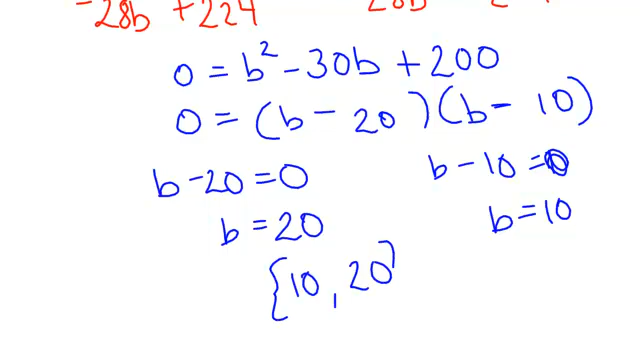 -28b +224
0 = b² - 30b + 200
0 = (b - 20)(b - 10)
b - 20 = 0 b - 10 = 0
b = 20 b = 10
{10, 20}